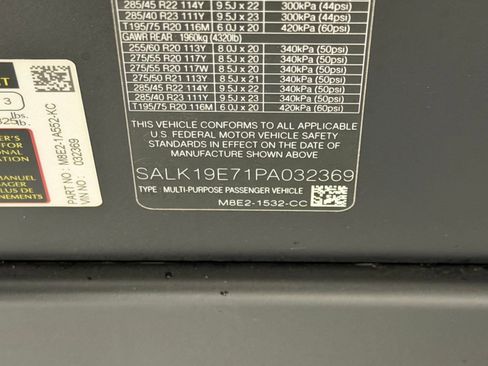 285/45 R22 114Y 9.5J x 22 300kPa (44psi)
285/40 R23 111Y 9.5J x 23 300kPa (44psi)
T195/75 R20 116M 6.0J x 20 420kPa (60psi)
GAWR REAR 1960kg (4320lb)
255/60 R20 113Y 8.0J x 20 340kPa (50psi)
275/55 R20 117Y 8.5J x 20 340kPa (50psi)
275/55 R20 117W 8.5J x 20 340kPa (50psi)
275/50 R21 113Y 8.5J x 21 340kPa (50psi)
285/45 R22 114Y 9.5J x 22 340kPa (50psi)
285/40 R23 111Y 9.5J x 23 340kPa (50psi)
T195/75 R20 116M 6.0J x 20 420kPa (60psi)
THIS VEHICLE CONFORMS TO ALL APPLICABLE
U.S. FEDERAL MOTOR VEHICLE SAFETY
STANDARDS IN EFFECT ON THE DATE OF
MANUFACTURE SHOWN ABOVE
SALK19E71PA032369
TYPE : MULTI-PURPOSE PASSENGER VEHICLE
M8E2-1532-CC
3
lbs.
lb.
PART NO : M8E2-1A552-KC
VIN NO : 032369